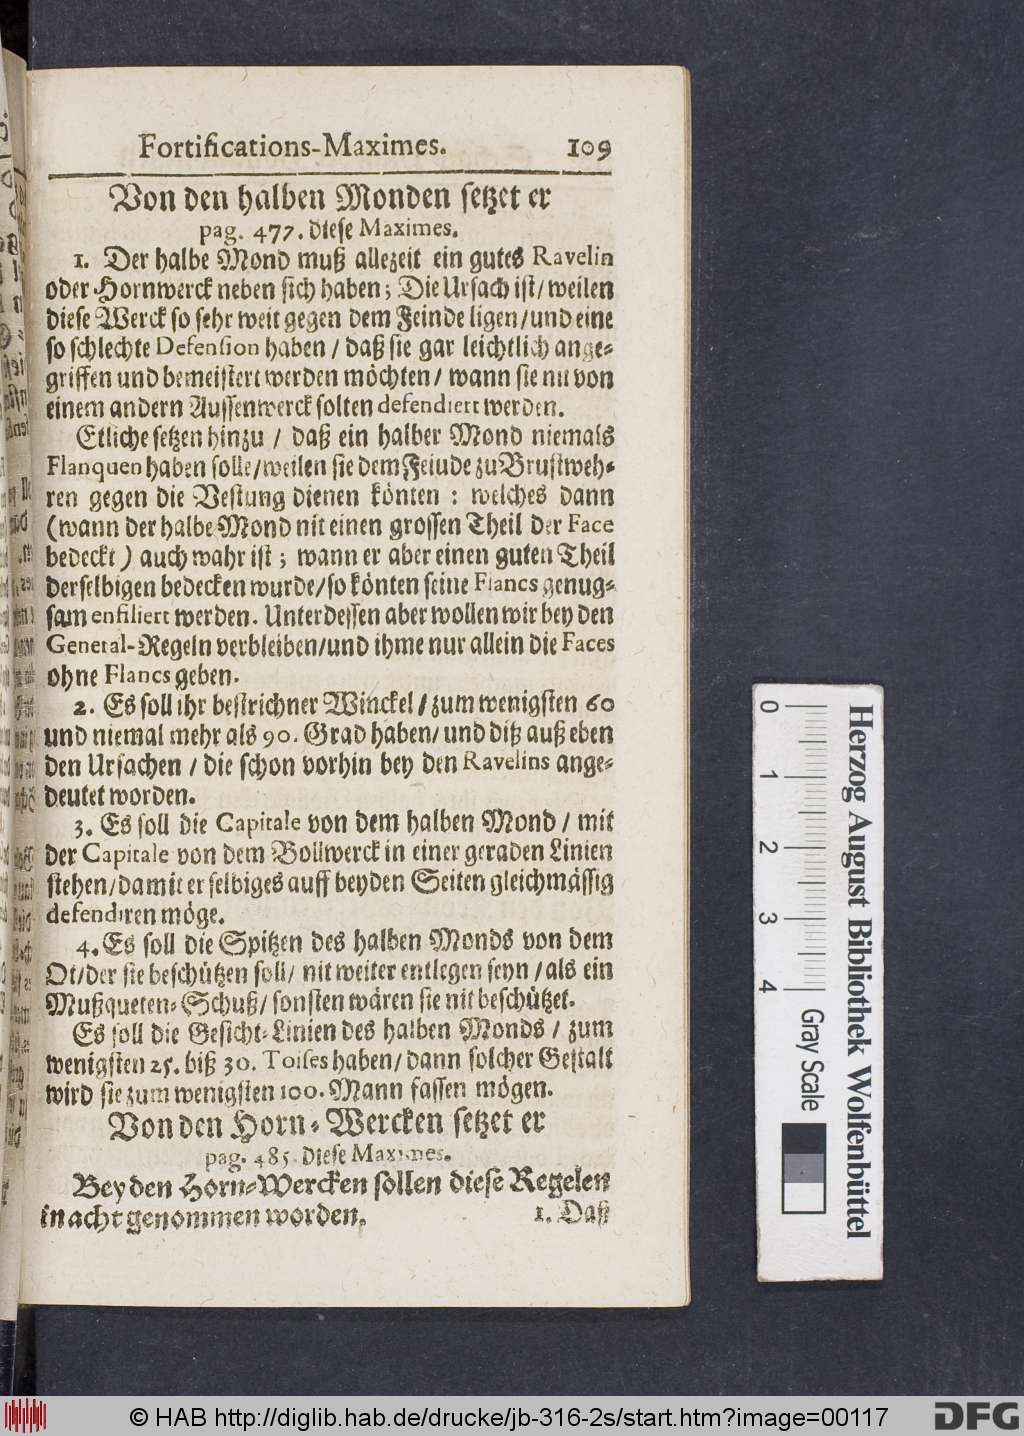 Fortifications-Maximes. 109
Von den halben Monden setzet er
pag. 477. diese Maximes.
1. Der halbe Mond muß allezeit ein gutes Ravelin
oder Hornwerck neben sich haben; Die Ursach ist/ weilen
diese Werck so sehr weit gegen dem Feinde ligen/ und eine
so schlechte Defension haben / daß sie gar leichtlich ange-
griffen und bemeistert werden möchten/ wann sie nit von
einem andern Aussenwerck solten defendiert werden.
Etliche setzen hinzu / daß ein halber Mond niemals
Flanquen haben solle/ weilen sie dem Feiude zu Brustweh-
ren gegen die Vestung dienen könten : welches dann
(wann der halbe Mond nit einen grossen Theil der Face
bedeckt) auch wahr ist ; wann er aber einen guten Theil
derselbigen bedecken wurde/ so könten seine Flancs genug-
sam enfiliert werden. Unterdessen aber wollen wir bey den
General-Regeln verbleiben/ und ihme nur allein die Faces
ohne Flancs geben.
2. Es soll ihr bestrichner Winckel / zum wenigsten 60
und niemal mehr als 90. Grad haben/ und diß auß eben
den Ursachen / die schon vorhin bey den Ravelins ange-
deutet worden.
3. Es soll die Capitale von dem halben Mond / mit
der Capitale von dem Bollwerck in einer geraden Linien
stehen/ damit er selbiges auff beyden Seiten gleichmässig
defendiren möge.
4. Es soll die Spitzen des halben Monds von dem
Ot/ der sie beschützen soll/ nit weiter entlegen seyn / als ein
Mußqueten-Schuß/ sonsten wären sie nit beschützet.
Es soll die Gesicht-Linien des halben Monds / zum
wenigsten 25. biß 30. Toises haben/ dann solcher Gestalt
wird sie zum wenigsten 100. Mann fassen mögen.
Von den Horn-Wercken setzet er
pag. 485. diese Maximes.
Bey den Horn-Wercken sollen diese Regelen
in acht genommen worden.
1. Daß
0 1 2 3 4
Herzog August Bibliothek Wolfenbüttel
Gray Scale
© HAB http://diglib.hab.de/drucke/jb-316-2s/start.htm?image=00117
DFG